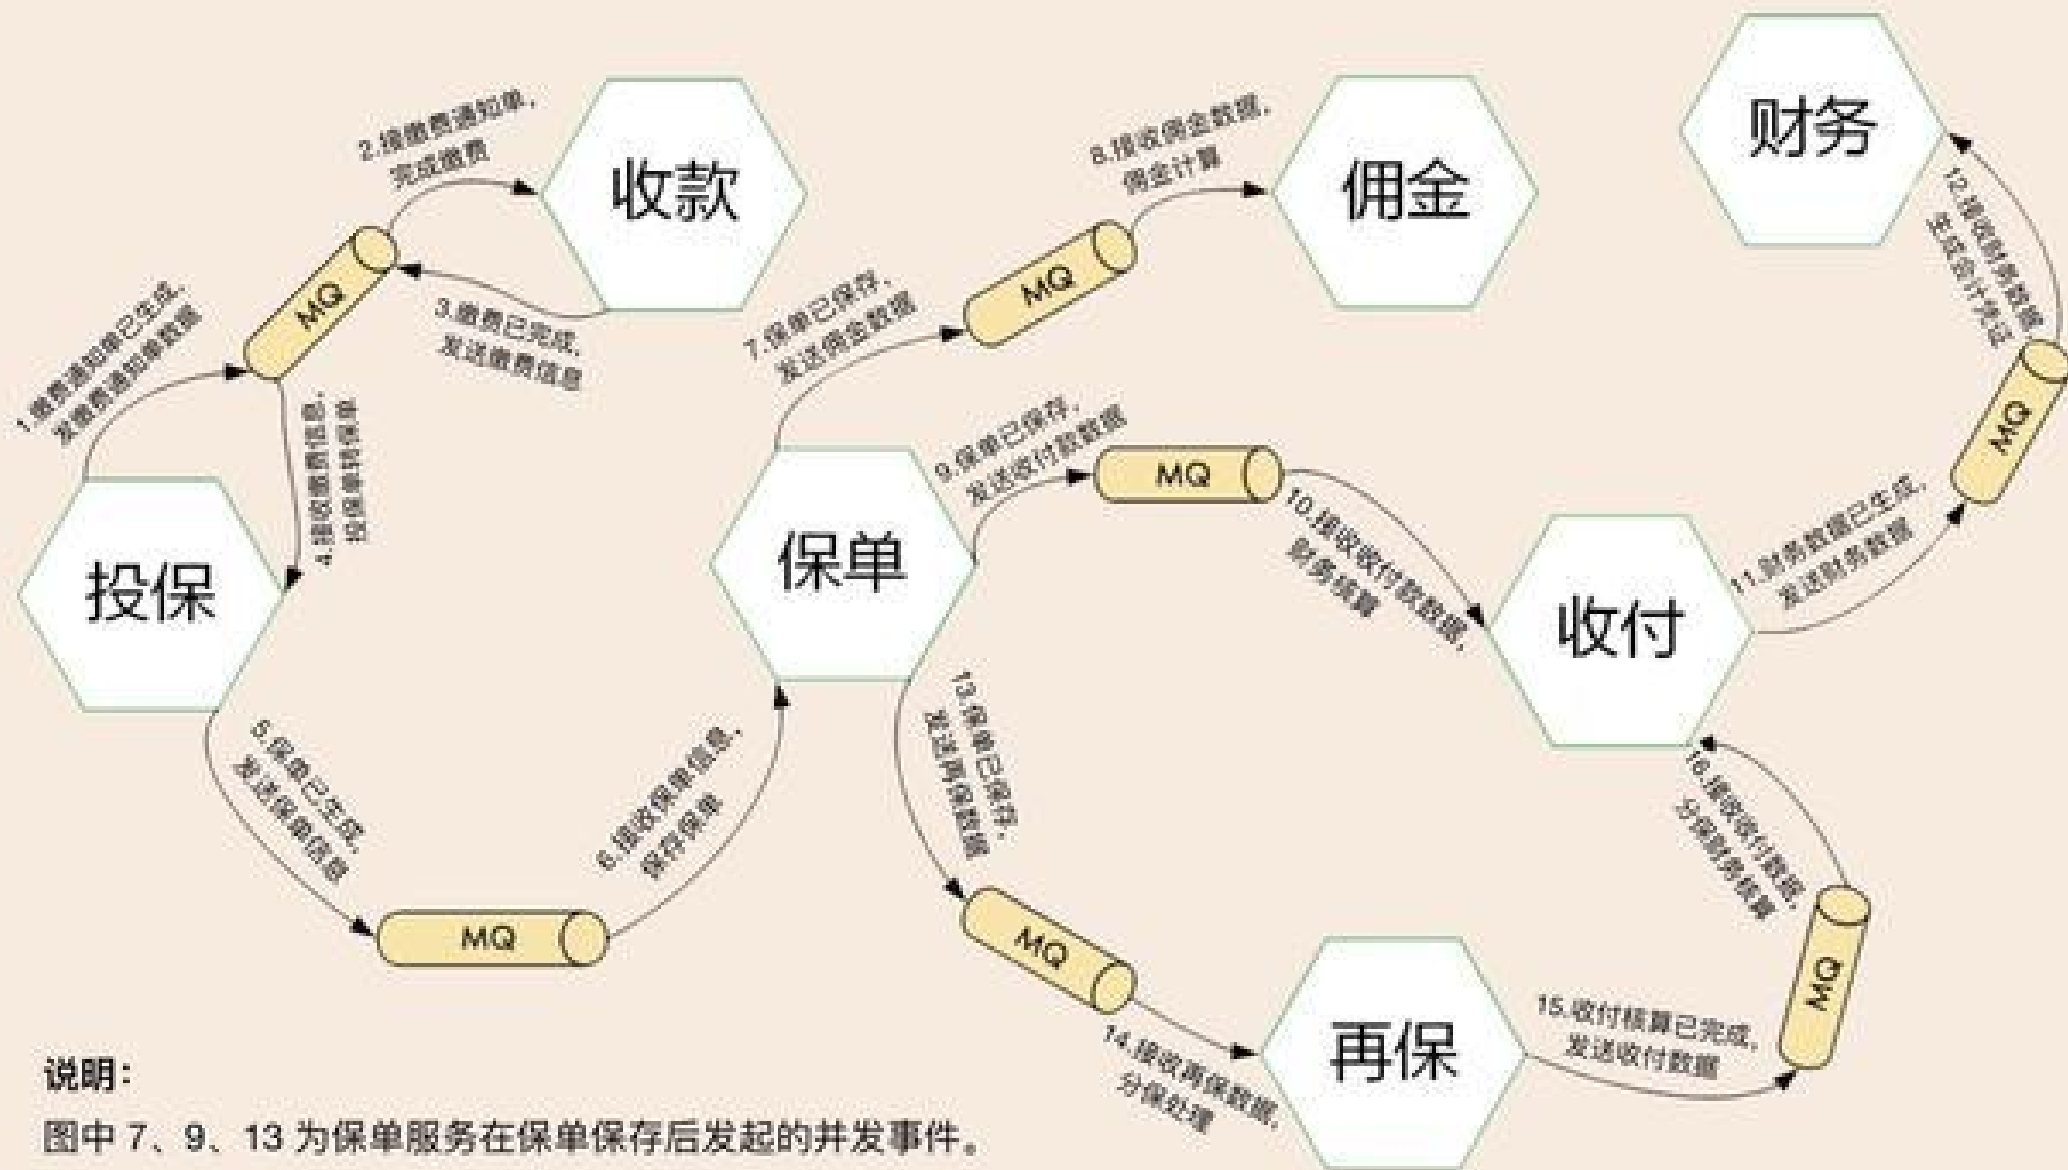 2.接缴费通知单,
完成缴费
收款
1.缴费通知单已生成,
发缴费通知单数据
MQ
3.缴费已完成,
发送缴费信息
4.接收缴费信息,
投保单转保单
投保
5.保单已生成,
发送保单信息
MQ
6.接收保单信息,
保存保单
保单
7.保单已保存,
发送佣金数据
MQ
8.接收佣金数据,
佣金计算
佣金
9.保单已保存,
发送收付款数据
MQ
10.接收收付款数据,
财务核算
收付
11.财务数据已生成,
发送财务数据
MQ
12.接收财务数据,
生成会计凭证
财务
13.保单已保存,
发送再保数据
MQ
14.接收再保数据,
分保处理
再保
15.收付核算已完成,
发送收付数据
MQ
16.接收收付数据,
分保财务核算
说明：
图中 7、9、13 为保单服务在保单保存后发起的并发事件。